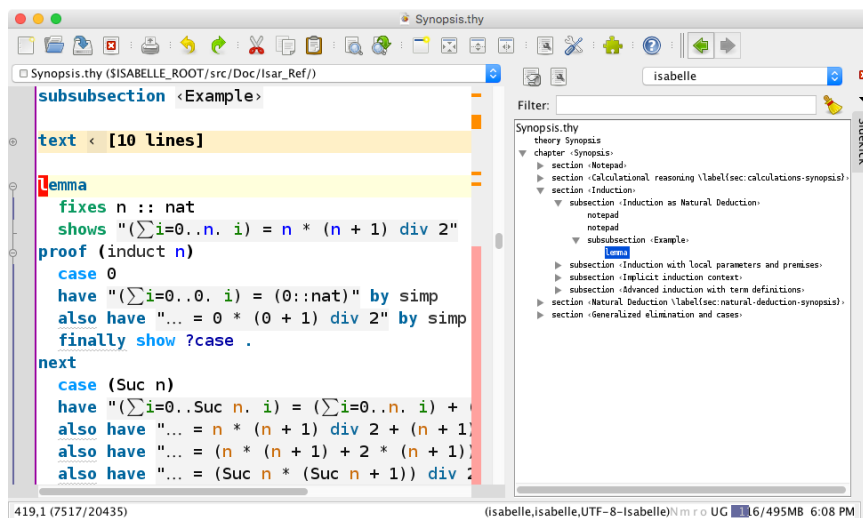 Synopsis.thy
Synopsis.thy ($ISABELLE_ROOT/src/Doc/Isar_Ref/)
isabelle
Filter:
subsubsection ‹Example›
text ‹ [10 lines]
lemma
fixes n :: nat
shows "(∑i=0..n. i) = n * (n + 1) div 2"
proof (induct n)
case 0
have "(∑i=0..0. i) = (0::nat)" by simp
also have "... = 0 * (0 + 1) div 2" by simp
finally show ?case .
next
case (Suc n)
have "(∑i=0..Suc n. i) = (∑i=0..n. i) + (
also have "... = n * (n + 1) div 2 + (n + 1)
also have "... = (n * (n + 1) + 2 * (n + 1))
also have "... = (Suc n * (Suc n + 1)) div 2
Synopsis.thy
theory Synopsis
chapter ‹Synopsis›
section ‹Notepad›
section ‹Calculational reasoning \label{sec:calculations-synopsis}›
section ‹Induction›
subsection ‹Induction as Natural Deduction›
notepad
notepad
subsubsection ‹Example›
lemma
subsection ‹Induction with local parameters and premises›
subsection ‹Implicit induction context›
subsection ‹Advanced induction with term definitions›
section ‹Natural Deduction \label{sec:natural-deduction-synopsis}›
section ‹Generalized elimination and cases›
Sidekick
419,1 (7517/20435)
(isabelle,isabelle,UTF-8-Isabelle)N m r o UG 116/495MB 6:08 PM